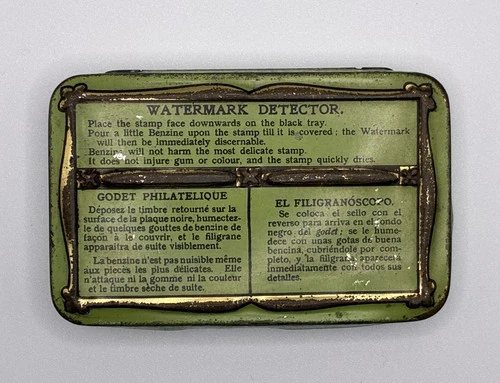 WATERMARK DETECTOR.
Place the stamp face downwards on the black tray.
Pour a little Benzine upon the stamp till it is covered; the Watermark
will then be immediately discernable.
Benzine will not harm the most delicate stamp.
It does not injure gum or colour, and the stamp quickly dries.
GODET PHILATELIQUE
Déposez le timbre retourné sur la
surface de la plaque noire, humectez-
le de quelques gouttes de benzine de
façon à le couvrir, et le filigrane
apparaîtra de suite visiblement.
La benzine n'est pas nuisible même
aux pièces les plus délicates. Elle
n'attaque ni la gomme ni la couleur
et le timbre sèche de suite.
EL FILIGRANÓSCOPO.
Se coloca el sello con el
reverso para arriva en el fondo
negro del godet; se le hume-
dece con unas gotas de buena
bencina, cubriéndole por com-
pleto, y la filigrana aparecerá
inmediatamente con todos sus
detalles.